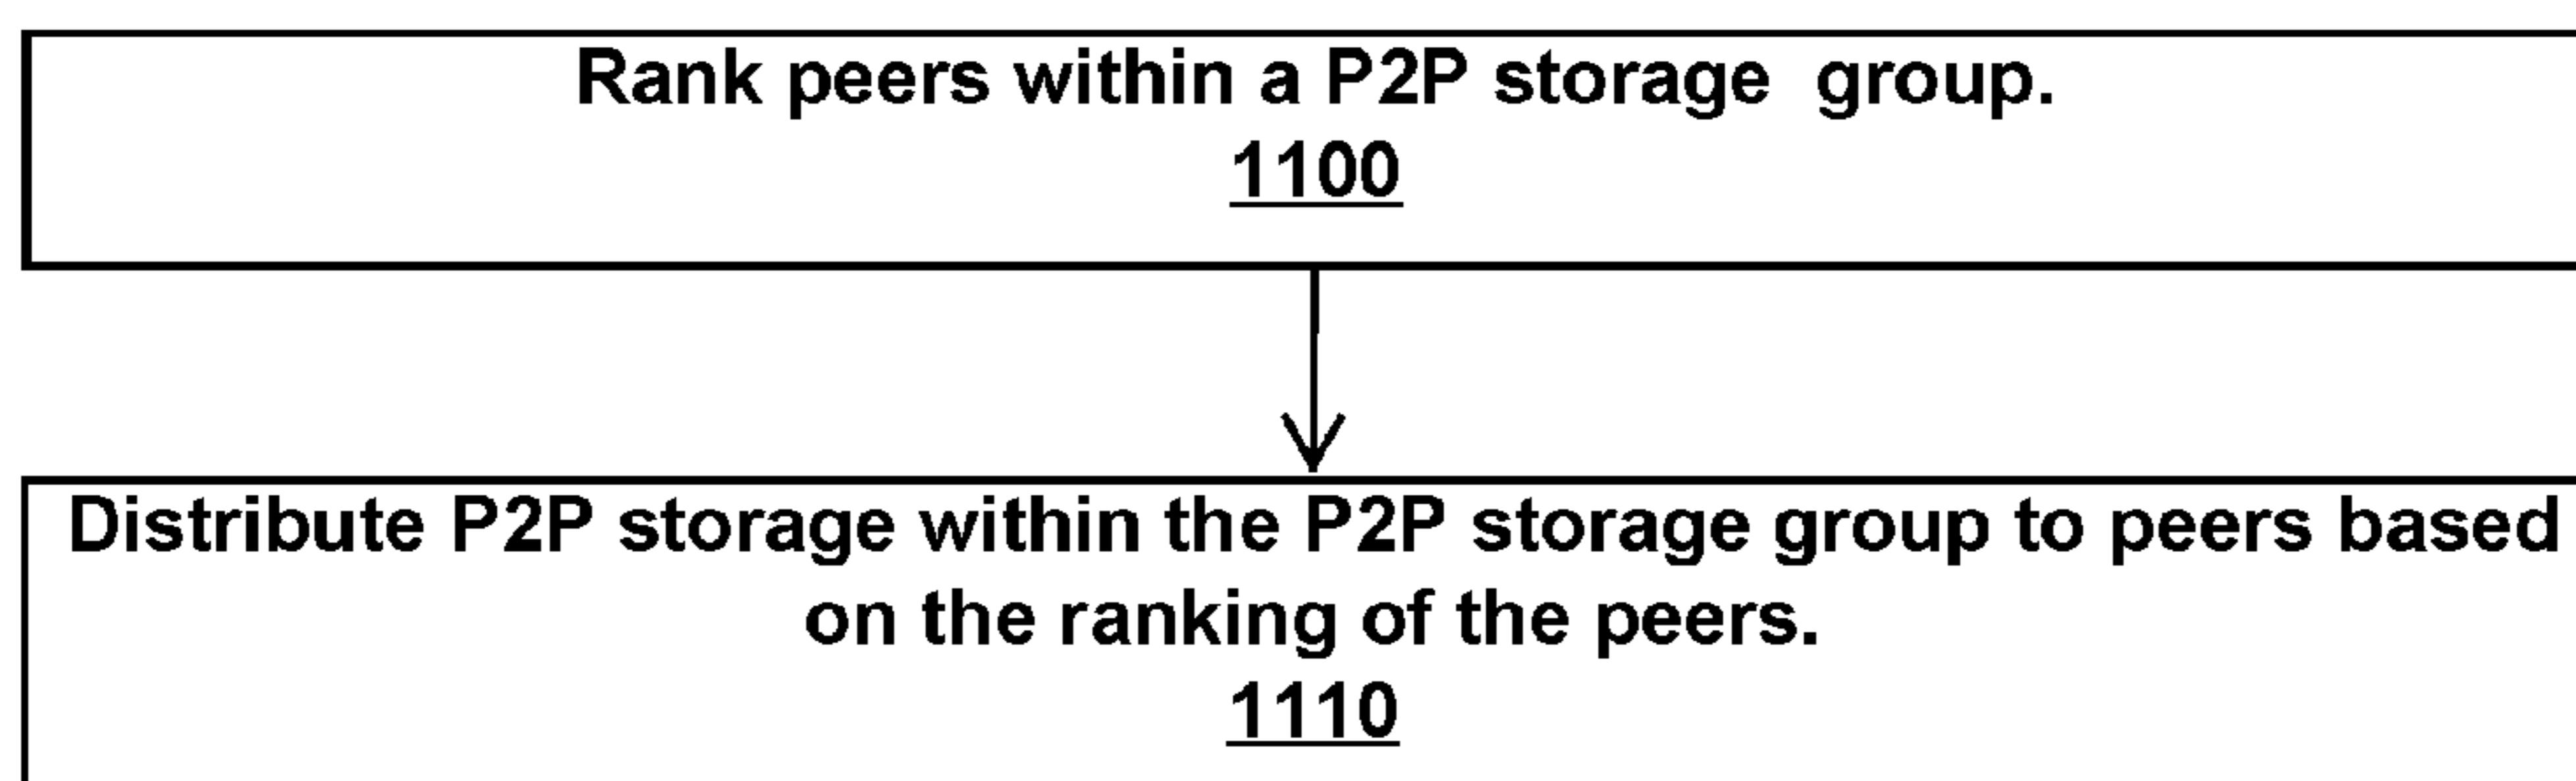 Rank peers within a P2P storage group.
1100
Distribute P2P storage within the P2P storage group to peers based
on the ranking of the peers.
1110